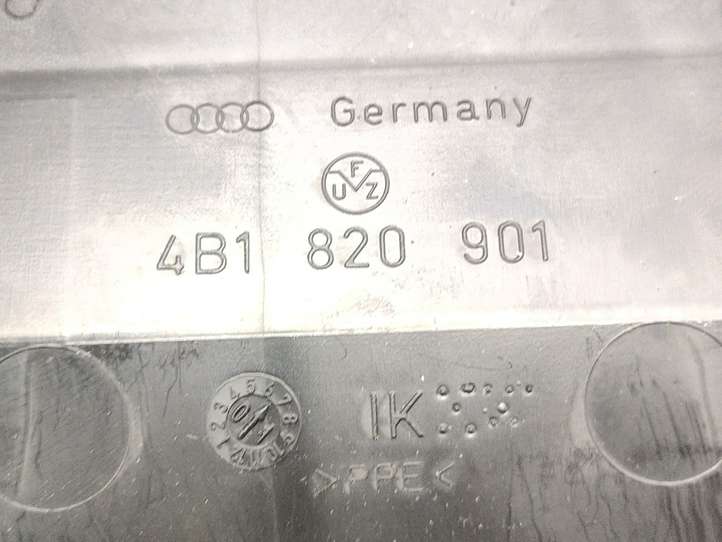 Germany
F
U Z
4B1 820 901
IK
>PPE<